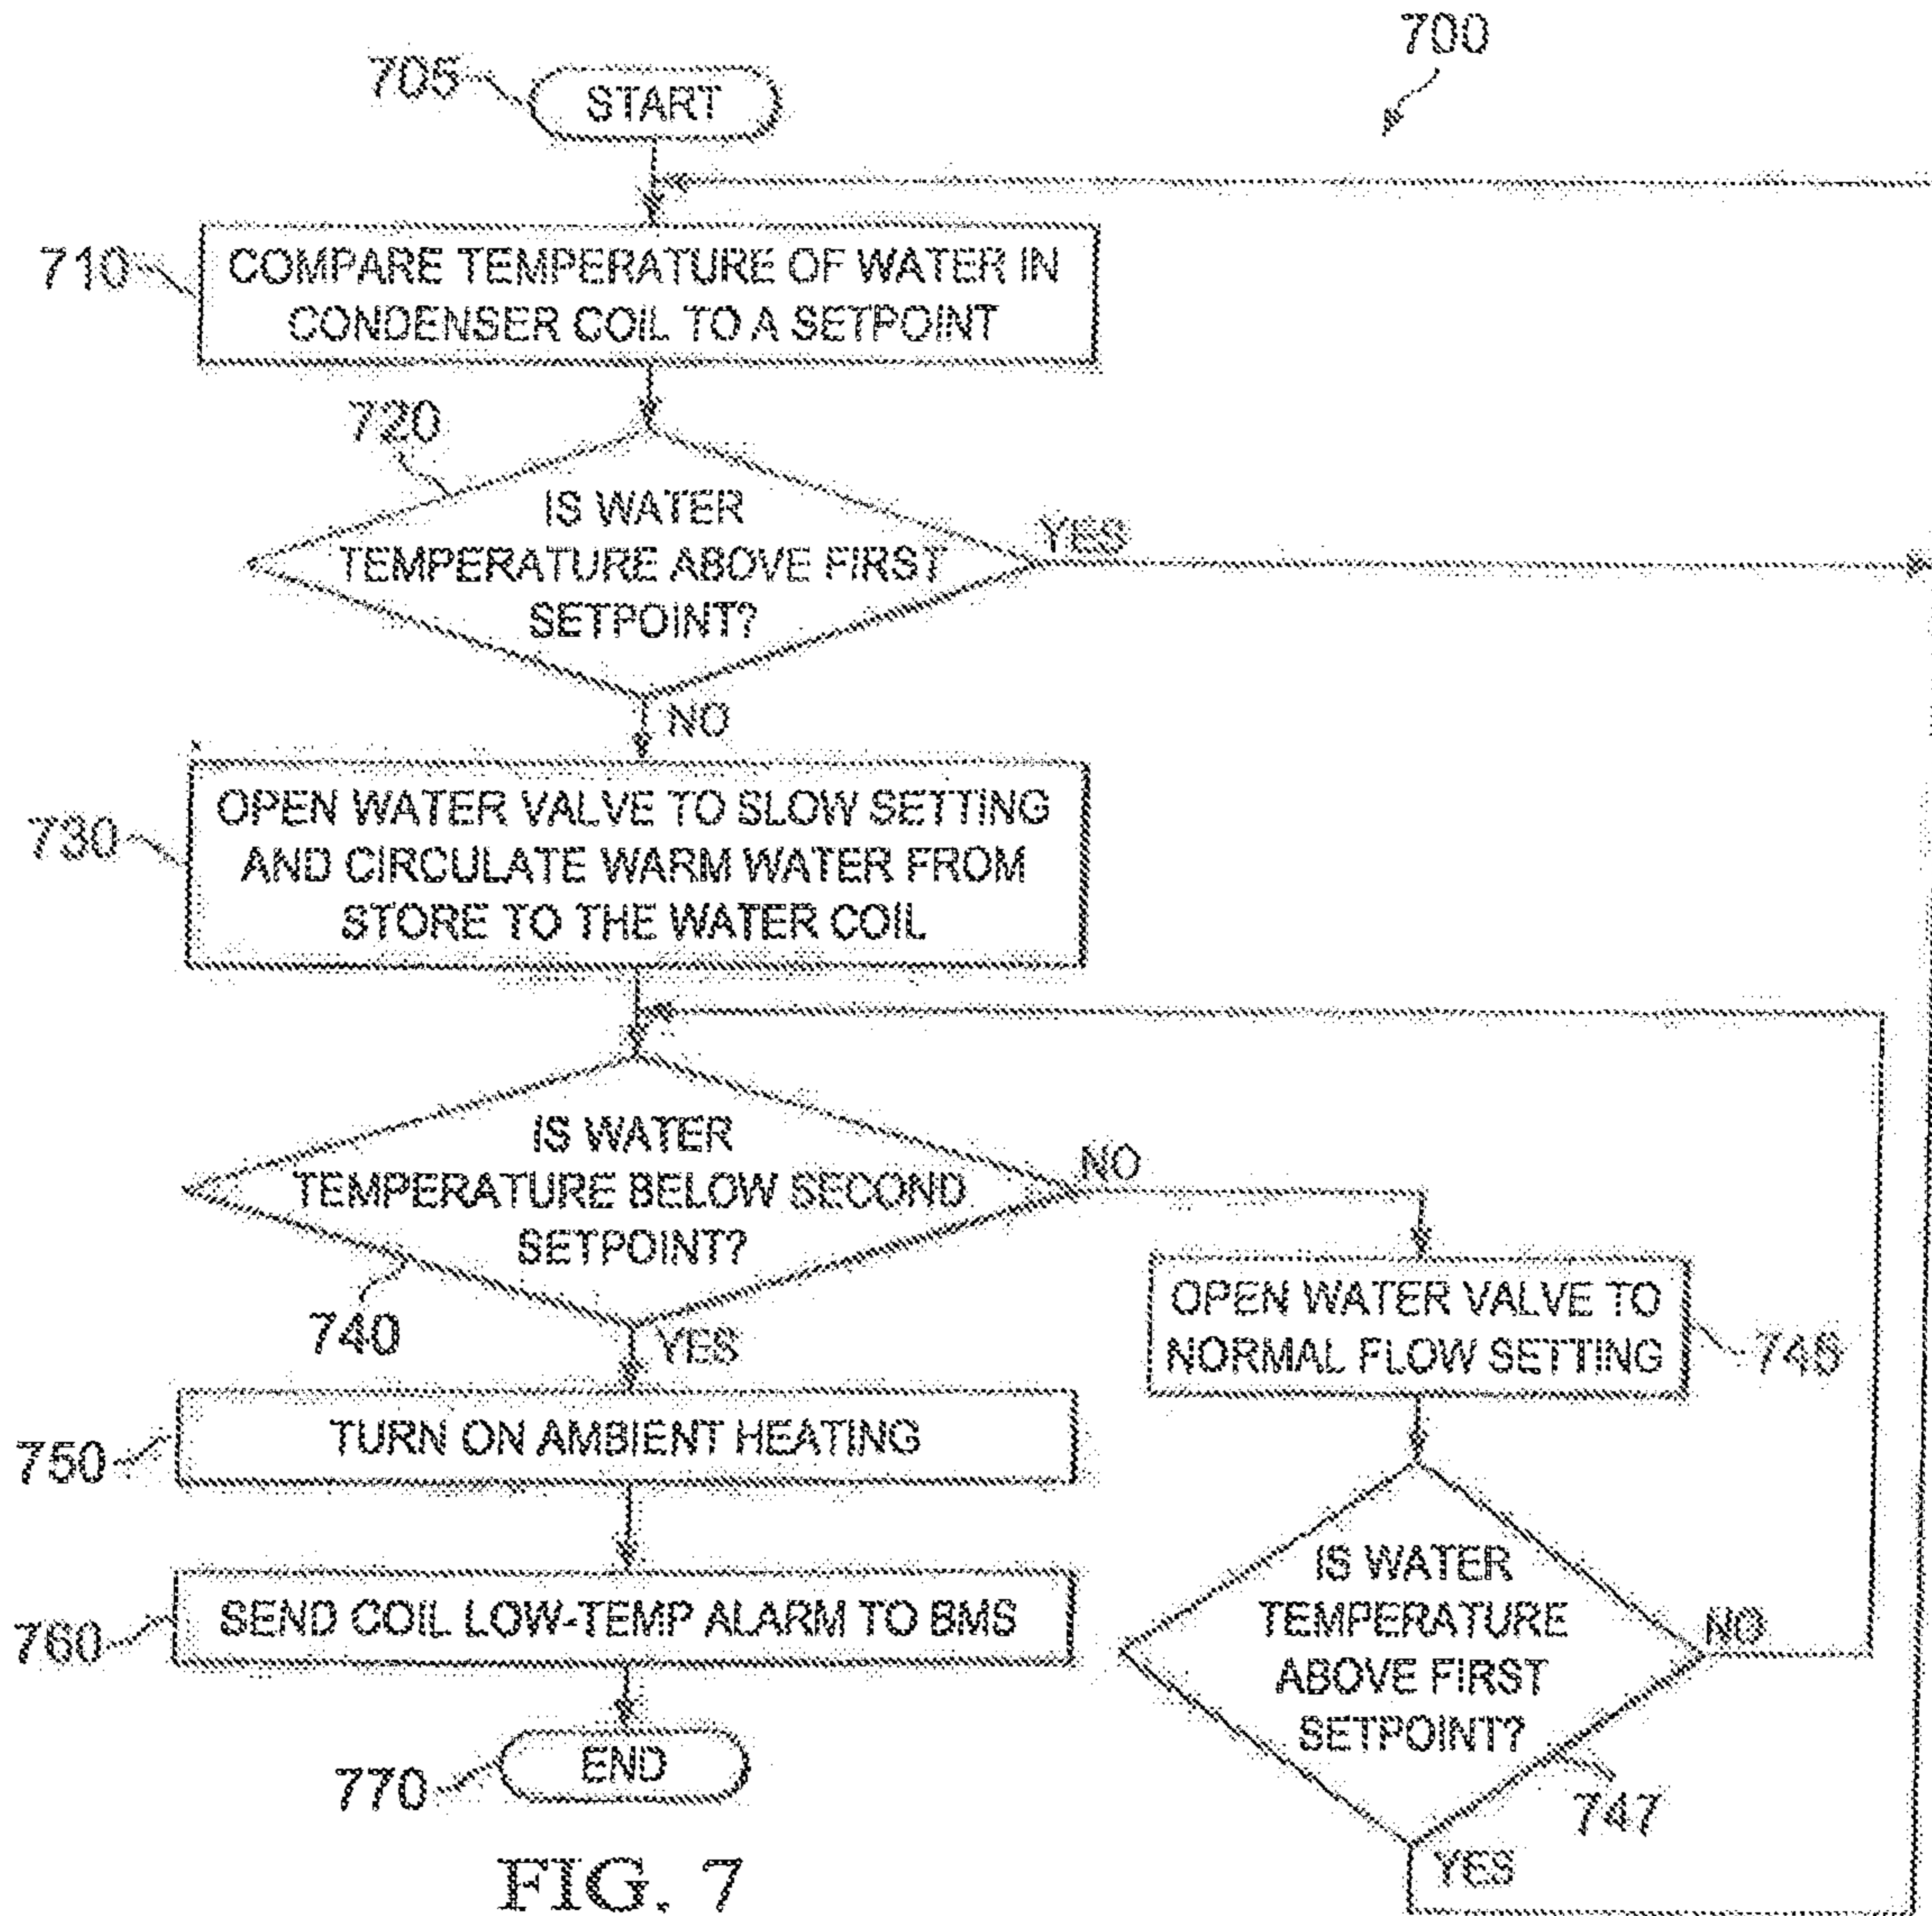 700
705
START
710
COMPARE TEMPERATURE OF WATER IN
CONDENSER COIL TO A SETPOINT
720
IS WATER
TEMPERATURE ABOVE FIRST
SETPOINT?
YES
NO
730
OPEN WATER VALVE TO SLOW SETTING
AND CIRCULATE WARM WATER FROM
STORE TO THE WATER COIL
IS WATER
TEMPERATURE BELOW SECOND
SETPOINT?
NO
740
YES
OPEN WATER VALVE TO
NORMAL FLOW SETTING
750
TURN ON AMBIENT HEATING
IS WATER
TEMPERATURE
ABOVE FIRST
SETPOINT?
NO
747
YES
760
SEND COIL LOW-TEMP ALARM TO BMS
770
END
FIG. 7